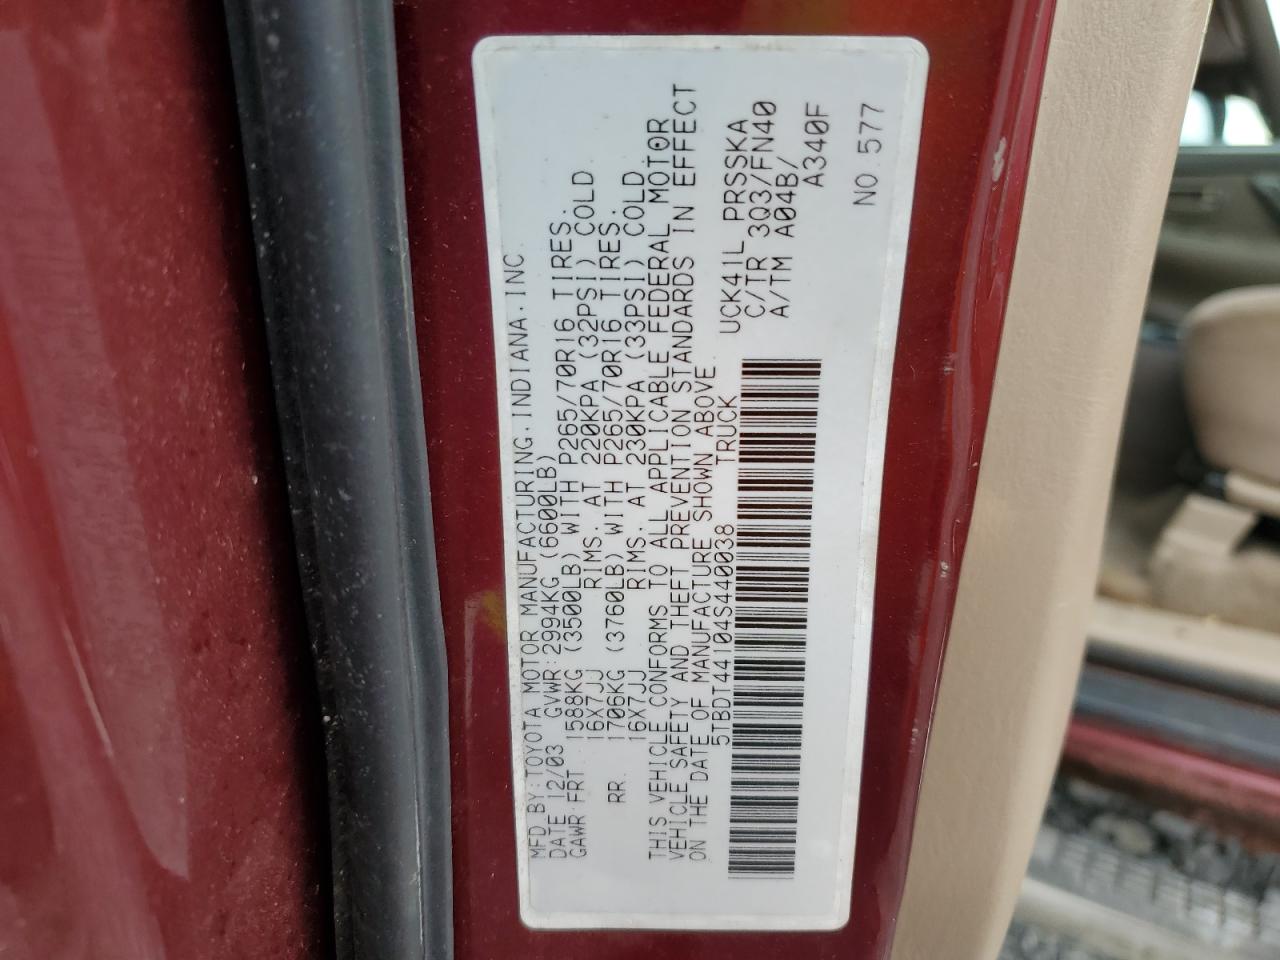 MFD.BY:TOYOTA MOTOR MANUFACTURING.INDIANA.INC
DATE 12/03 GVWR:2994KG(6600LB)
GAWR:FRT 1588KG (3500LB) WITH P265/70R16 TIRES.
16X7JJ RIMS. AT 220KPA (32PSI) COLD
RR. 1706KG (3760LB) WITH P265/70R16 TIRES.
16X7JJ RIMS. AT 230KPA (33PSI) COLD
THIS VEHICLE CONFORMS TO ALL APPLICABLE FEDERAL MOTOR
VEHICLE SAFETY AND THEFT PREVENTION STANDARDS IN EFFECT
ON THE DATE OF MANUFACTURE SHOWN ABOVE.
5TBDT44104S440038 TRUCK
UCK41L PRSSKA
C/TR 3Q3/FN40
A/TM A04B/
A340F
NO.577